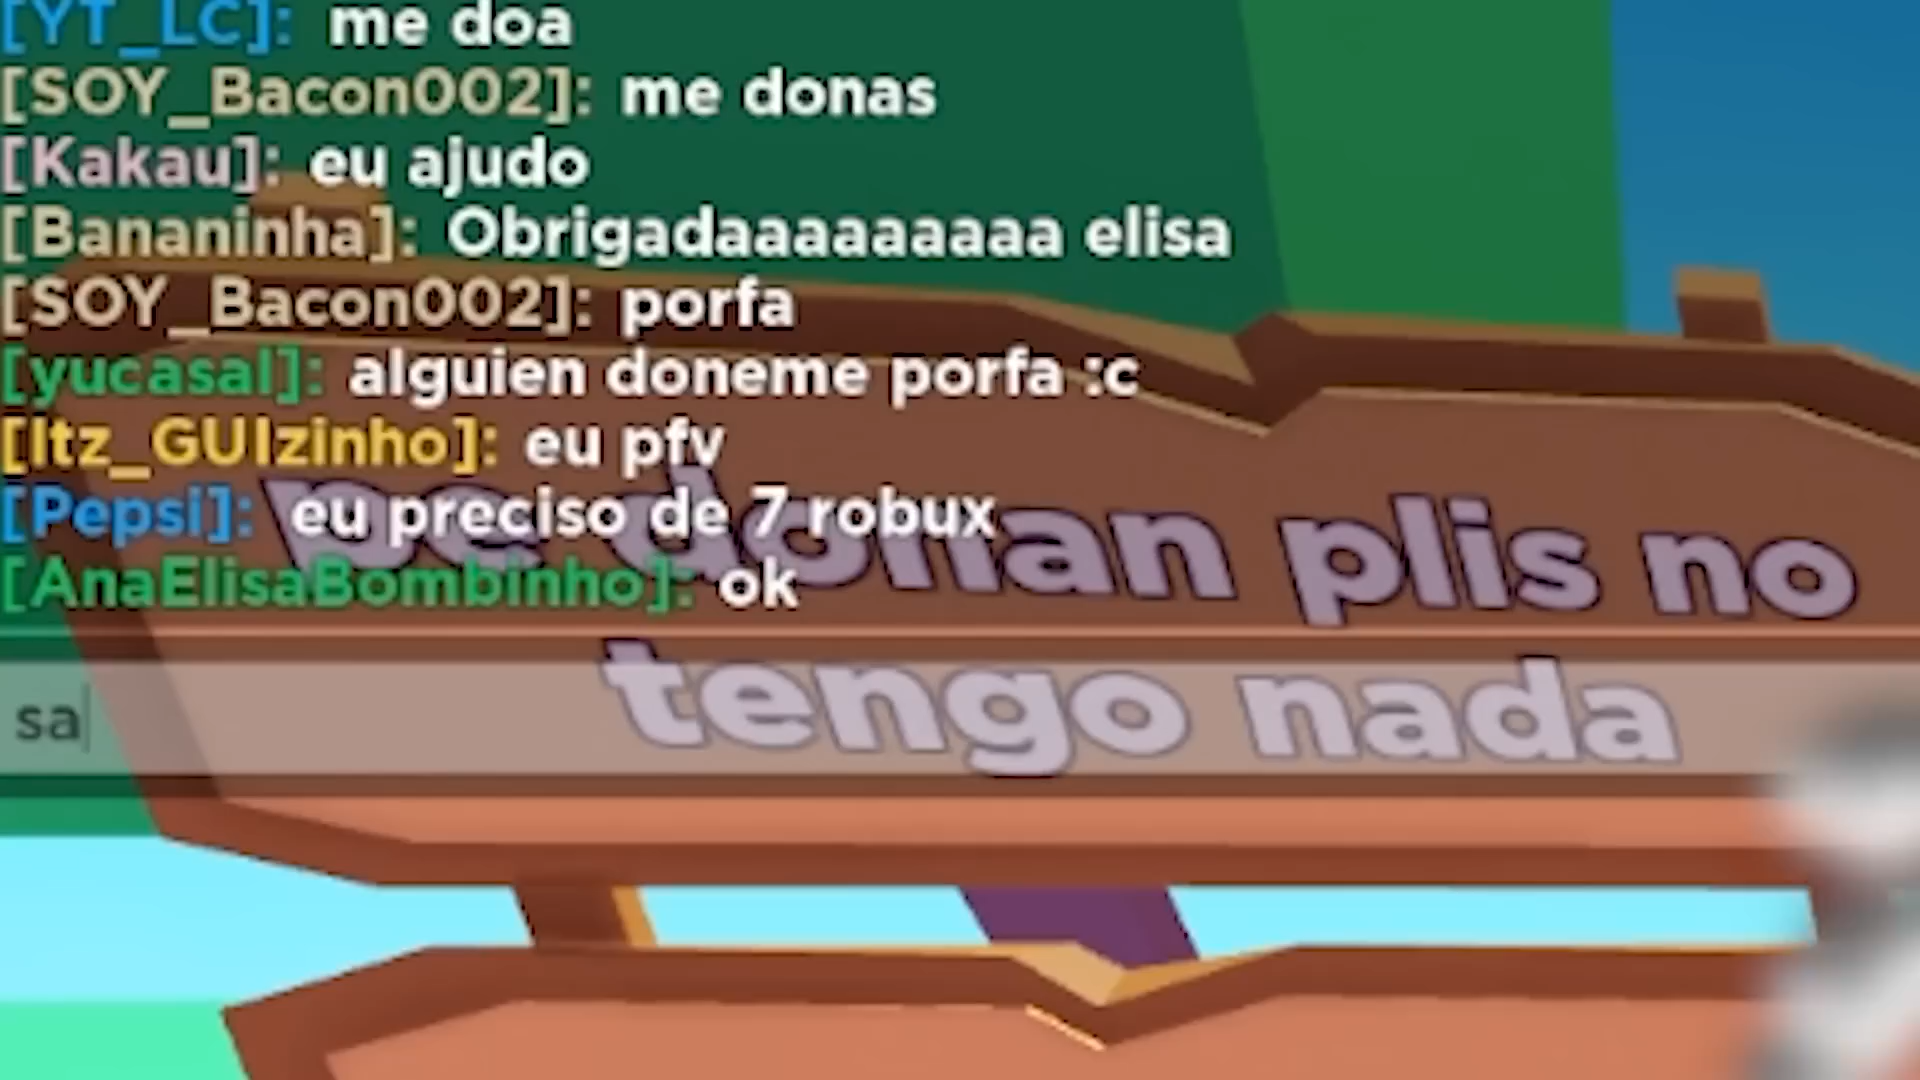 [YT_LC]: me doa
[SOY_Bacon002]: me donas
[Kakau]: eu ajudo
[Bananinha]: Obrigadaaaaaaaaa elisa
[SOY_Bacon002]: porfa
[yucasal]: alguien doneme porfa :c
[Itz_GUIzinho]: eu pfv
[Pepsi]: eu preciso de 7 robux
[AnaElisaBombinho]: ok
donan plis no
tengo nada
sa